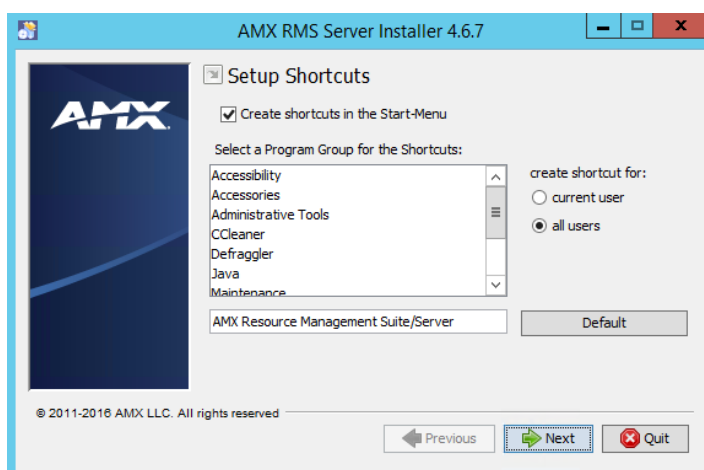 AMX RMS Server Installer 4.6.7
AMX
Setup Shortcuts
Create shortcuts in the Start-Menu
Select a Program Group for the Shortcuts:
Accessibility
Accessories
Administrative Tools
CCleaner
Defraggler
Java
Maintenance
create shortcut for:
current user
all users
AMX Resource Management Suite/Server
Default
© 2011-2016 AMX LLC. All rights reserved
Previous
Next
Quit